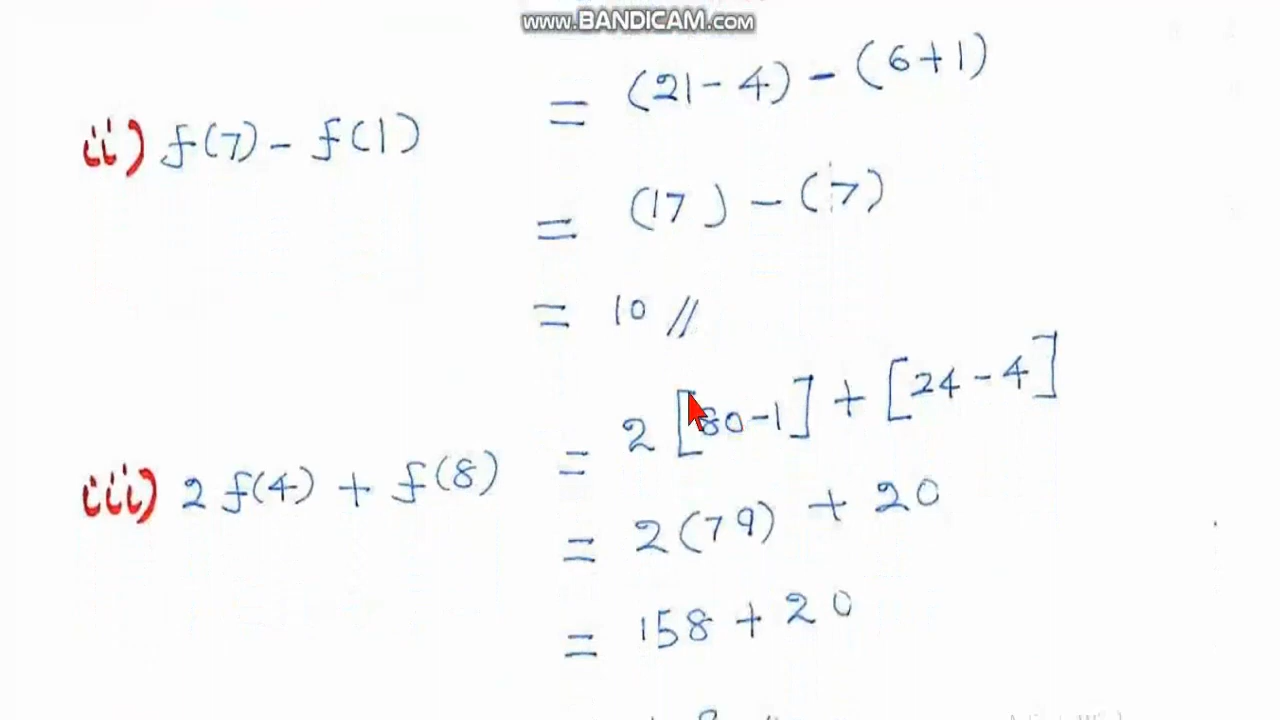 www.BANDICAM.com
ii) f(7) - f(1) = (21 - 4) - (6 + 1)
= (17) - (7)
= 10 //
iii) 2 f(4) + f(8) = 2 [80 - 1] + [24 - 4]
= 2(79) + 20
= 158 + 20